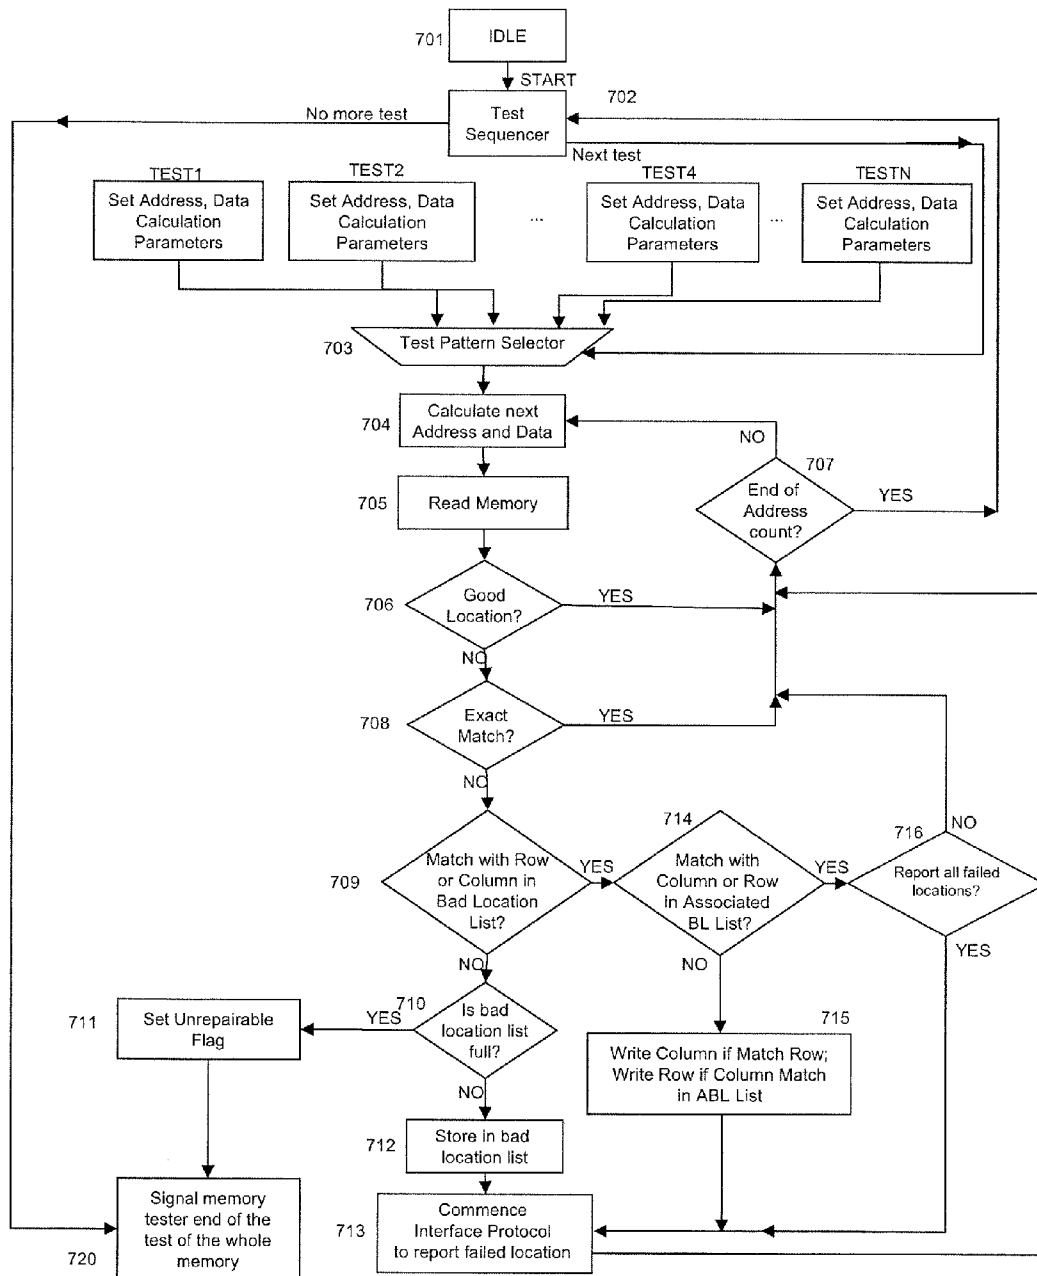 701
IDLE
START
702
No more test
Test
Sequencer
Next test
TEST1
TEST2
TEST4
TESTN
Set Address, Data
Calculation
Parameters
Set Address, Data
Calculation
Parameters
...
Set Address, Data
Calculation
Parameters
...
Set Address, Data
Calculation
Parameters
703
Test Pattern Selector
704
Calculate next
Address and Data
NO
707
End of
Address
count?
YES
705
Read Memory
706
Good
Location?
YES
NO
708
Exact
Match?
YES
NO
709
Match with Row
or Column in
Bad Location
List?
YES
714
Match with
Column or Row
in Associated
BL List?
YES
716
NO
Report all failed
locations?
YES
NO
NO
710
YES
Is bad
location list
full?
711
Set Unrepairable
Flag
715
Write Column if Match Row;
Write Row if Column Match
in ABL List
NO
712
Store in bad
location list
713
Commence
Interface Protocol
to report failed location
720
Signal memory
tester end of the
test of the whole
memory